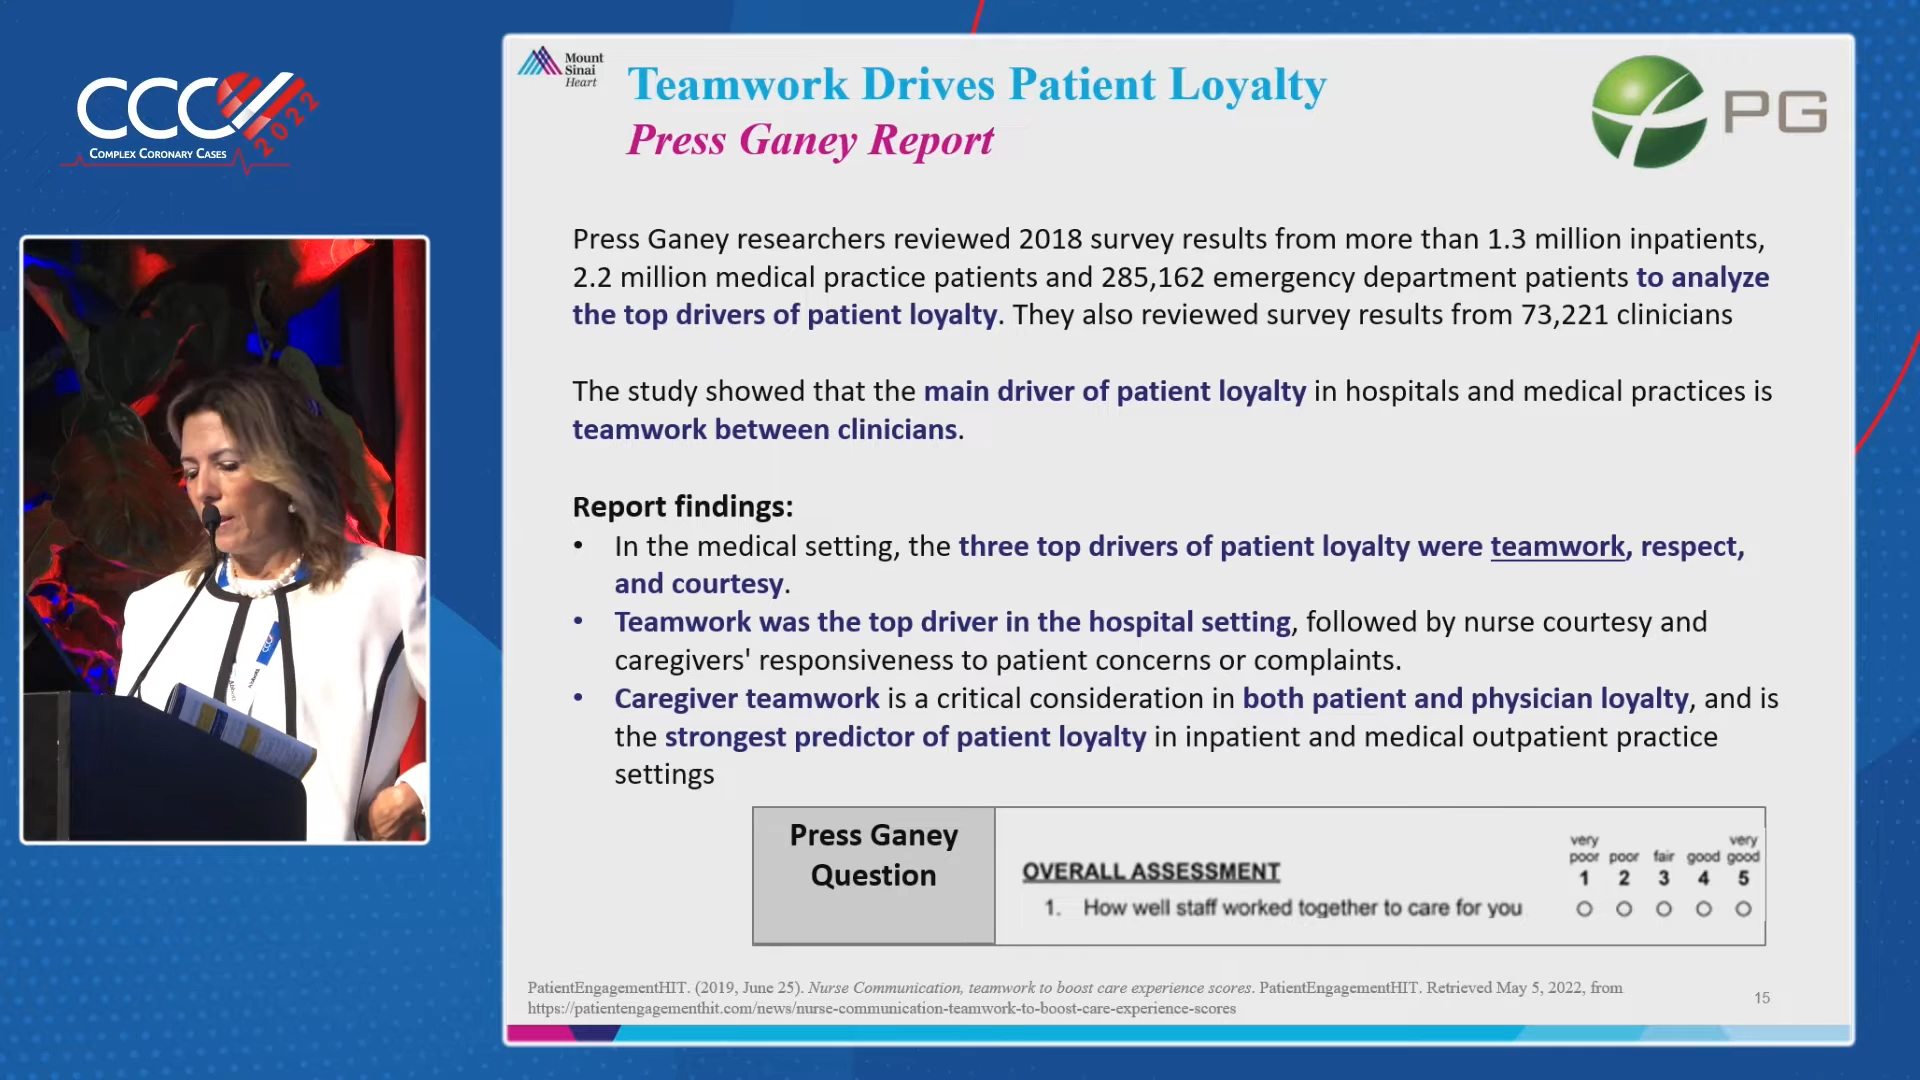 CCC
2022
COMPLEX CORONARY CASES
Mount
Sinai
Heart
Teamwork Drives Patient Loyalty
Press Ganey Report
PG
Press Ganey researchers reviewed 2018 survey results from more than 1.3 million inpatients,
2.2 million medical practice patients and 285,162 emergency department patients to analyze
the top drivers of patient loyalty. They also reviewed survey results from 73,221 clinicians
The study showed that the main driver of patient loyalty in hospitals and medical practices is
teamwork between clinicians.
Report findings:
• In the medical setting, the three top drivers of patient loyalty were teamwork, respect,
and courtesy.
• Teamwork was the top driver in the hospital setting, followed by nurse courtesy and
caregivers' responsiveness to patient concerns or complaints.
• Caregiver teamwork is a critical consideration in both patient and physician loyalty, and is
the strongest predictor of patient loyalty in inpatient and medical outpatient practice
settings
Press Ganey
Question
very poor poor fair good very good
OVERALL ASSESSMENT 1 2 3 4 5
1. How well staff worked together to care for you
PatientEngagementHIT. (2019, June 25). Nurse Communication, teamwork to boost care experience scores. PatientEngagementHIT. Retrieved May 5, 2022, from
https://patientengagementhit.com/news/nurse-communication-teamwork-to-boost-care-experience-scores
15